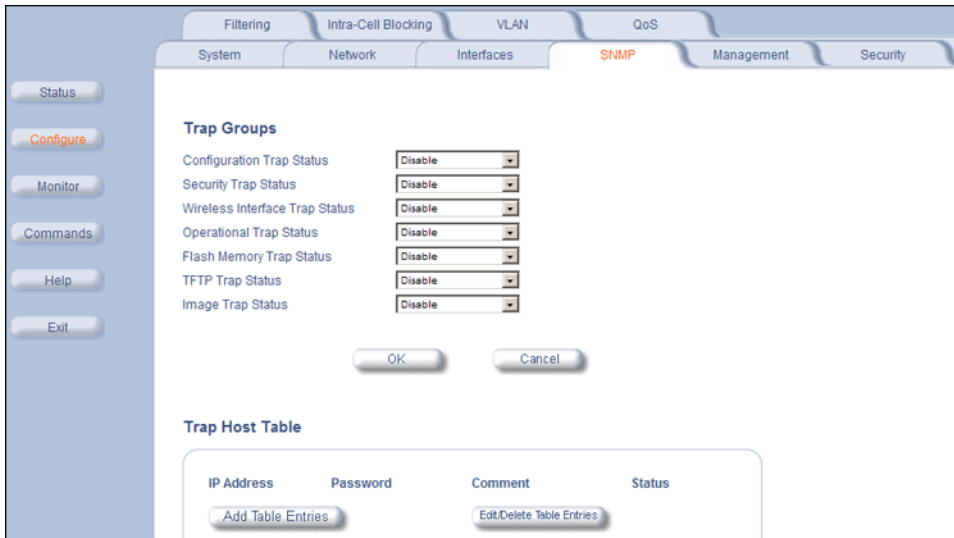 Filtering Intra-Cell Blocking VLAN QoS
System Network Interfaces SNMP Management Security
Status
Configure
Monitor
Commands
Help
Exit
Trap Groups
Configuration Trap Status Disable
Security Trap Status Disable
Wireless Interface Trap Status Disable
Operational Trap Status Disable
Flash Memory Trap Status Disable
TFTP Trap Status Disable
Image Trap Status Disable
OK Cancel
Trap Host Table
IP Address Password Comment Status
Add Table Entries Edit/Delete Table Entries